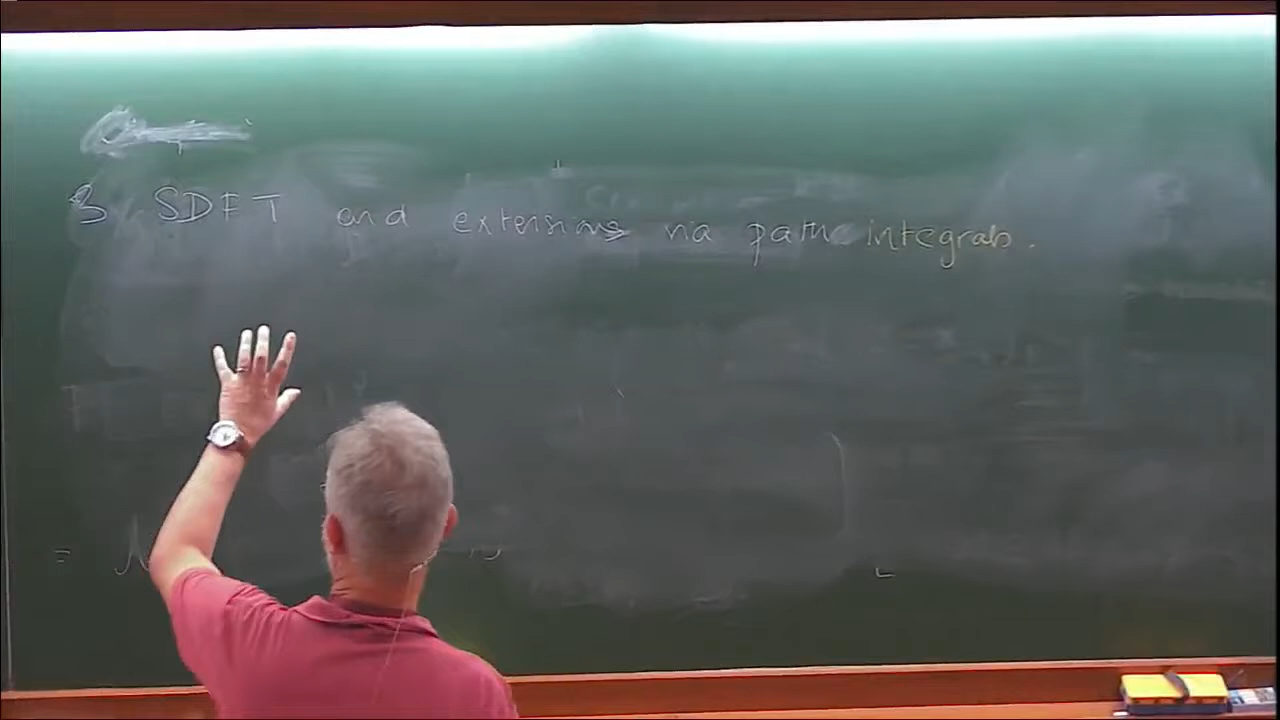 3 SDFT and extensions via path integrals.
=